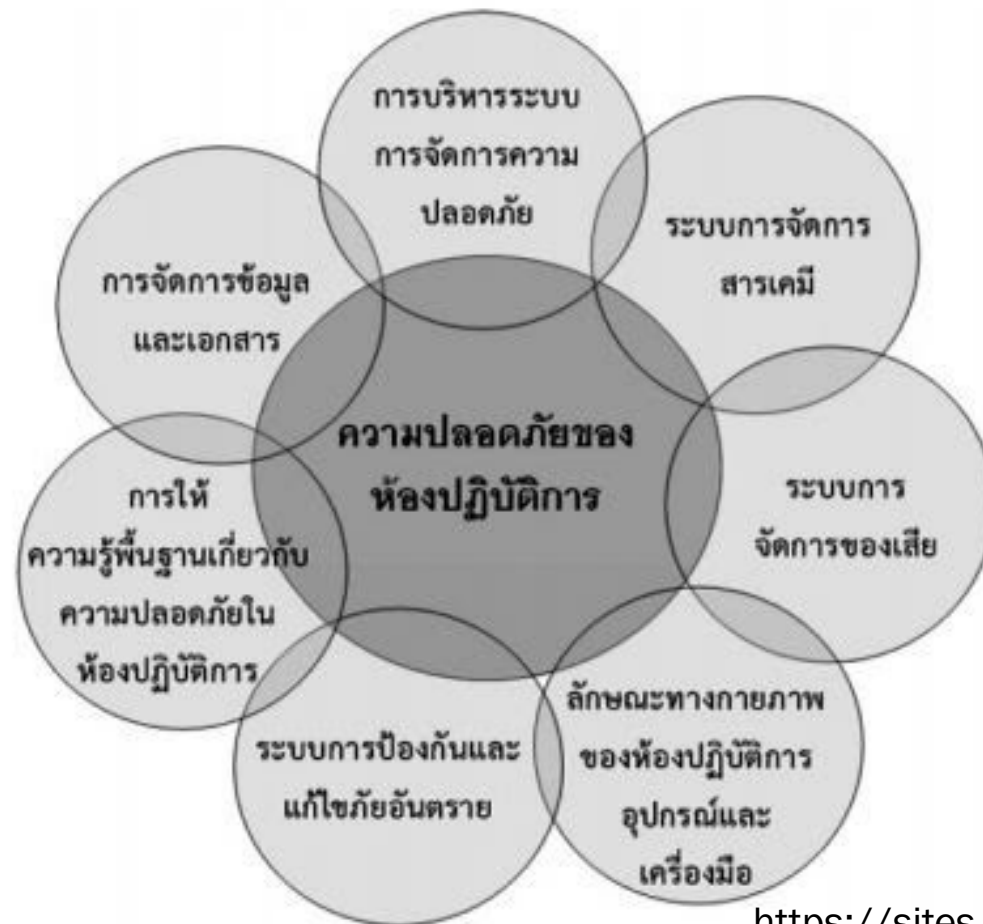 การบริหารระบบ
การจัดการความ
ปลอดภัย
ระบบการจัดการ
สารเคมี
ระบบการ
จัดการของเสีย
ลักษณะทางกายภาพ
ของห้องปฏิบัติการ
อุปกรณ์และ
เครื่องมือ
ระบบการป้องกันและ
แก้ไขภัยอันตราย
การให้
ความรู้พื้นฐานเกี่ยวกับ
ความปลอดภัยใน
ห้องปฏิบัติการ
การจัดการข้อมูล
และเอกสาร
ความปลอดภัยของ
ห้องปฏิบัติการ
https://sites